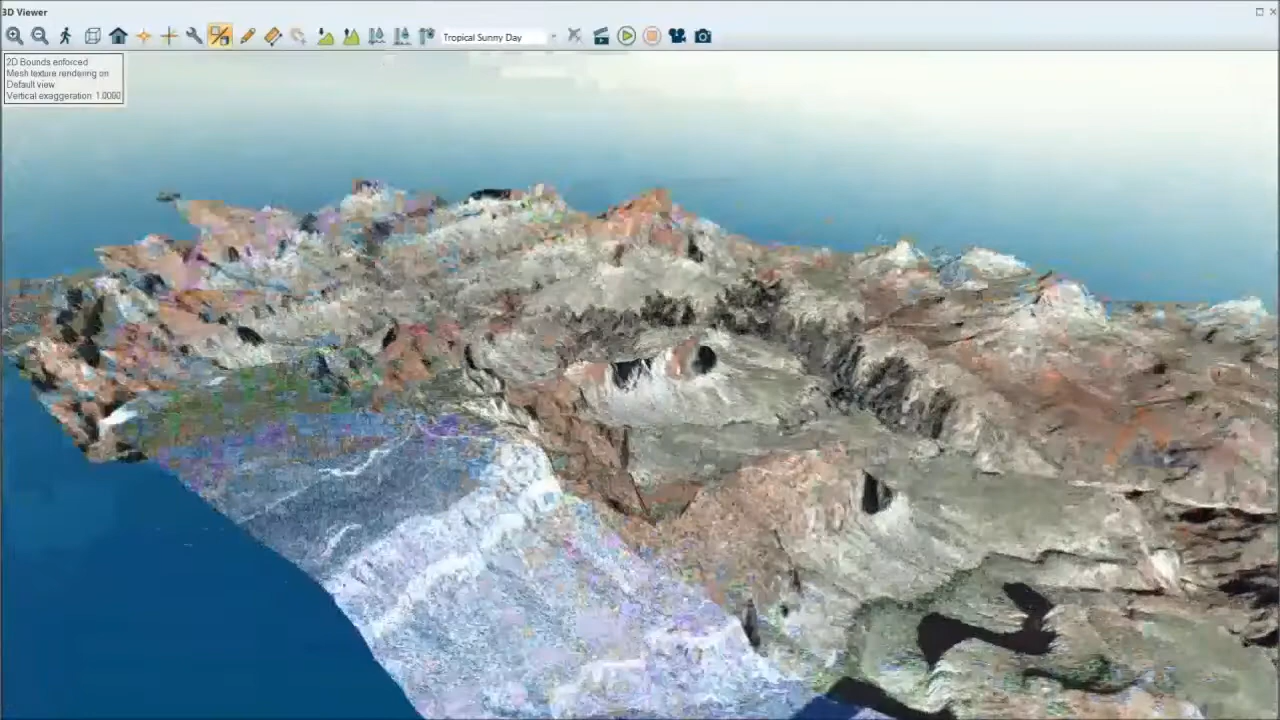 3D Viewer
Tropical Sunny Day
2D Bounds enforced
Mesh texture rendering on
Default view
Vertical exaggeration: 1.0000